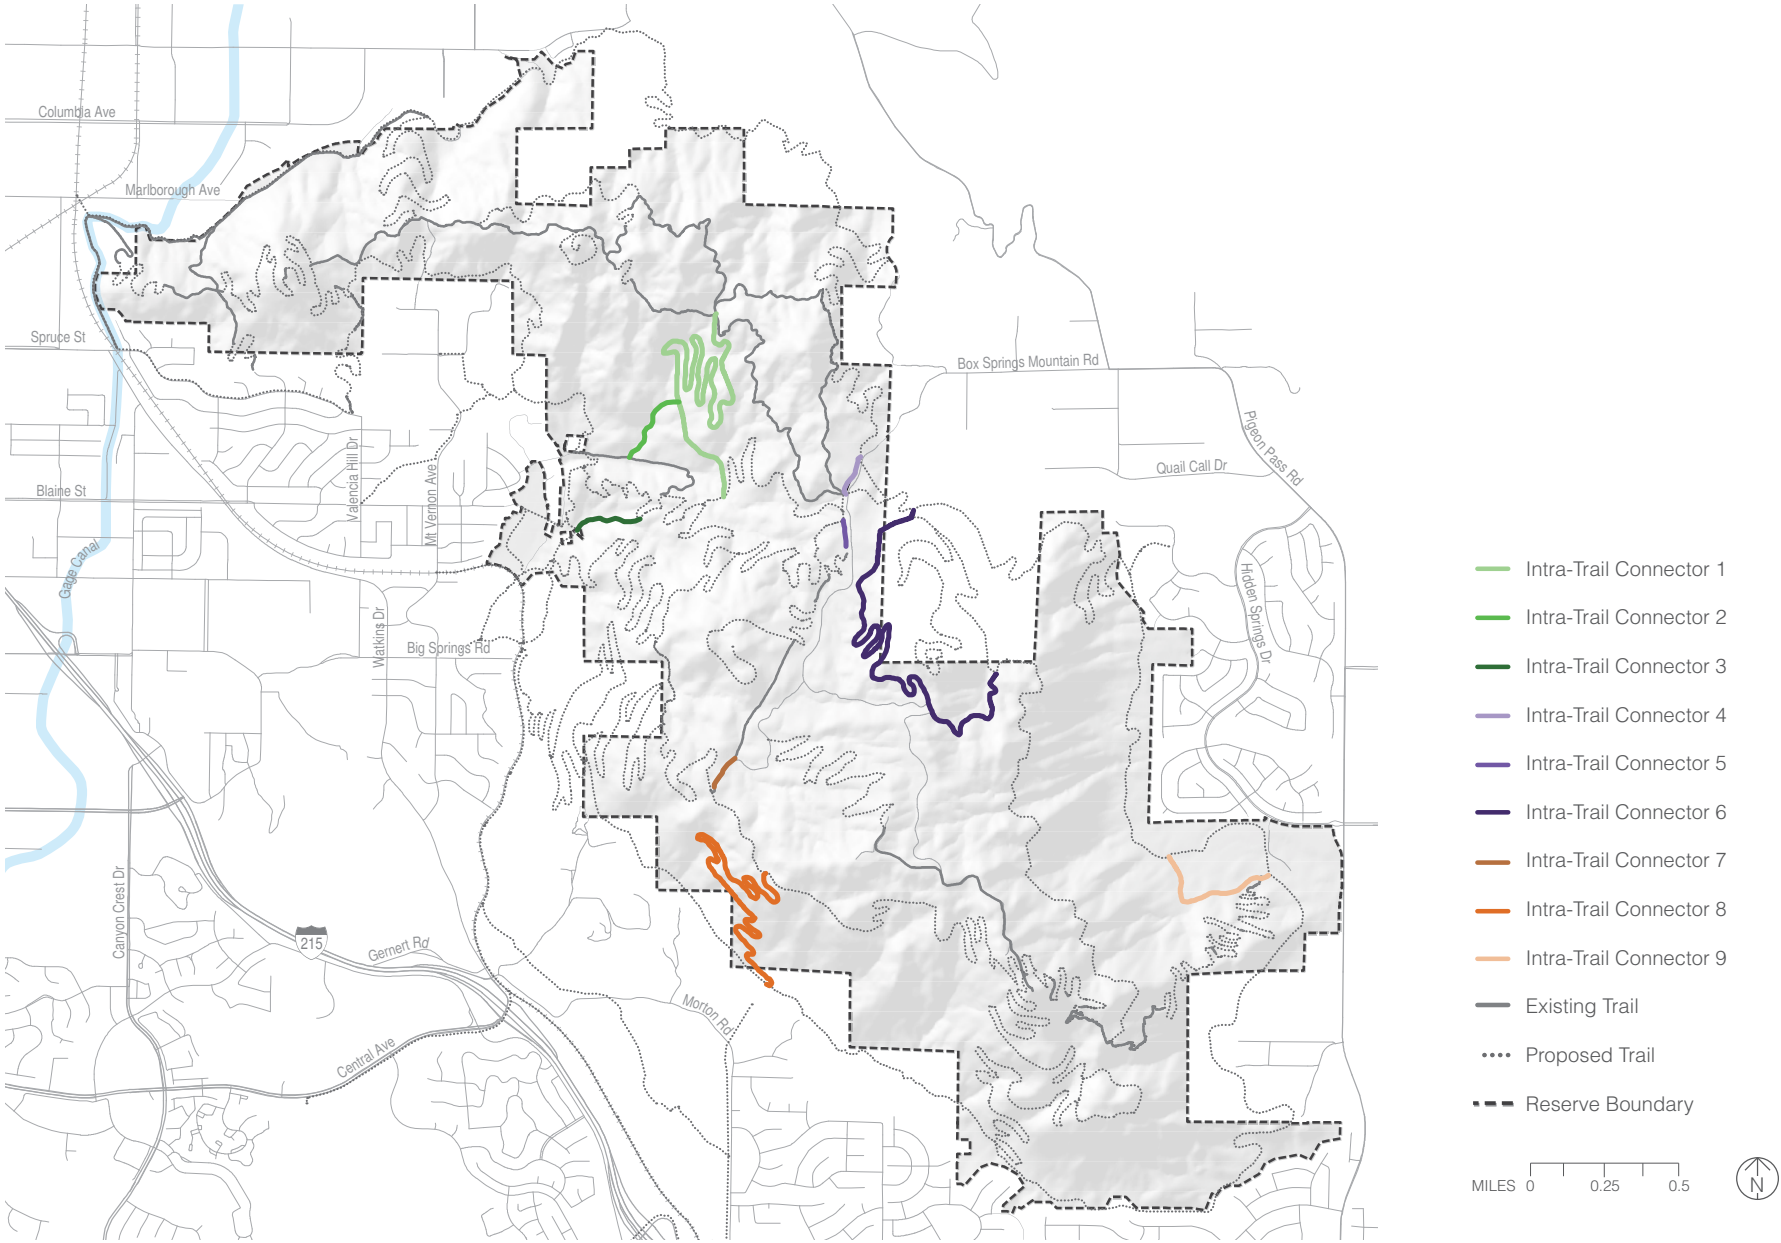 Columbia Ave
Marlborough Ave
Spruce St
Box Springs Mountain Rd
Pigeon Pass Rd
Quail Call Dr
Valencia Hill Dr
Mt Vernon Ave
Blaine St
Gage Canal
Hidden Springs Dr
Watkins Dr
Big Springs Rd
Canyon Crest Dr
215
Gernert Rd
Morton Rd
Central Ave
Intra-Trail Connector 1
Intra-Trail Connector 2
Intra-Trail Connector 3
Intra-Trail Connector 4
Intra-Trail Connector 5
Intra-Trail Connector 6
Intra-Trail Connector 7
Intra-Trail Connector 8
Intra-Trail Connector 9
Existing Trail
Proposed Trail
Reserve Boundary
MILES 0 0.25 0.5
N